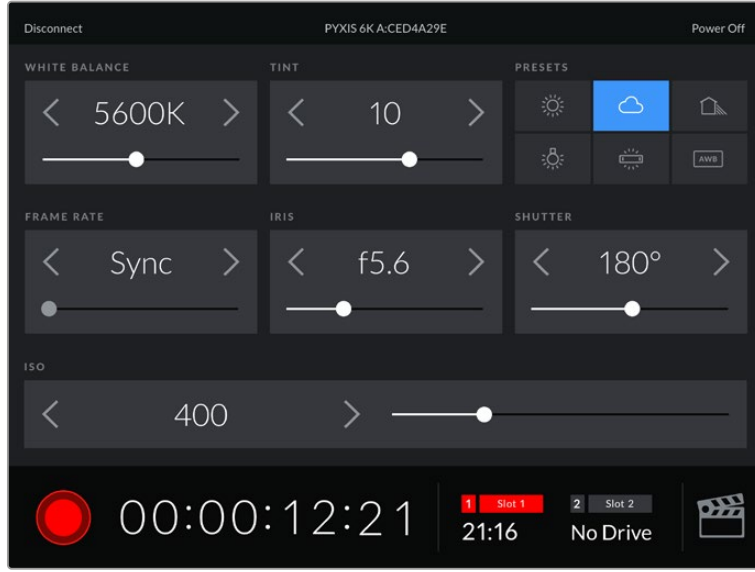 Disconnect PYXIS 6K A:CED4A29E Power Off
WHITE BALANCE TINT PRESETS
5600K 10
AWB
FRAME RATE IRIS SHUTTER
Sync f5.6 180°
ISO
400
00:00:12:21
1 Slot 1 2 Slot 2
21:16 No Drive